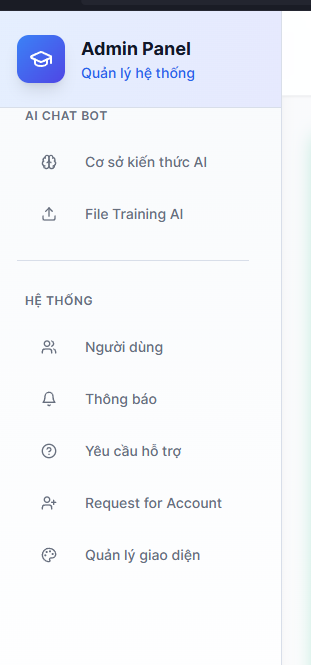 Admin Panel
Quản lý hệ thống
AI CHAT BOT
Cơ sở kiến thức AI
File Training AI
HỆ THỐNG
Người dùng
Thông báo
Yêu cầu hỗ trợ
Request for Account
Quản lý giao diện